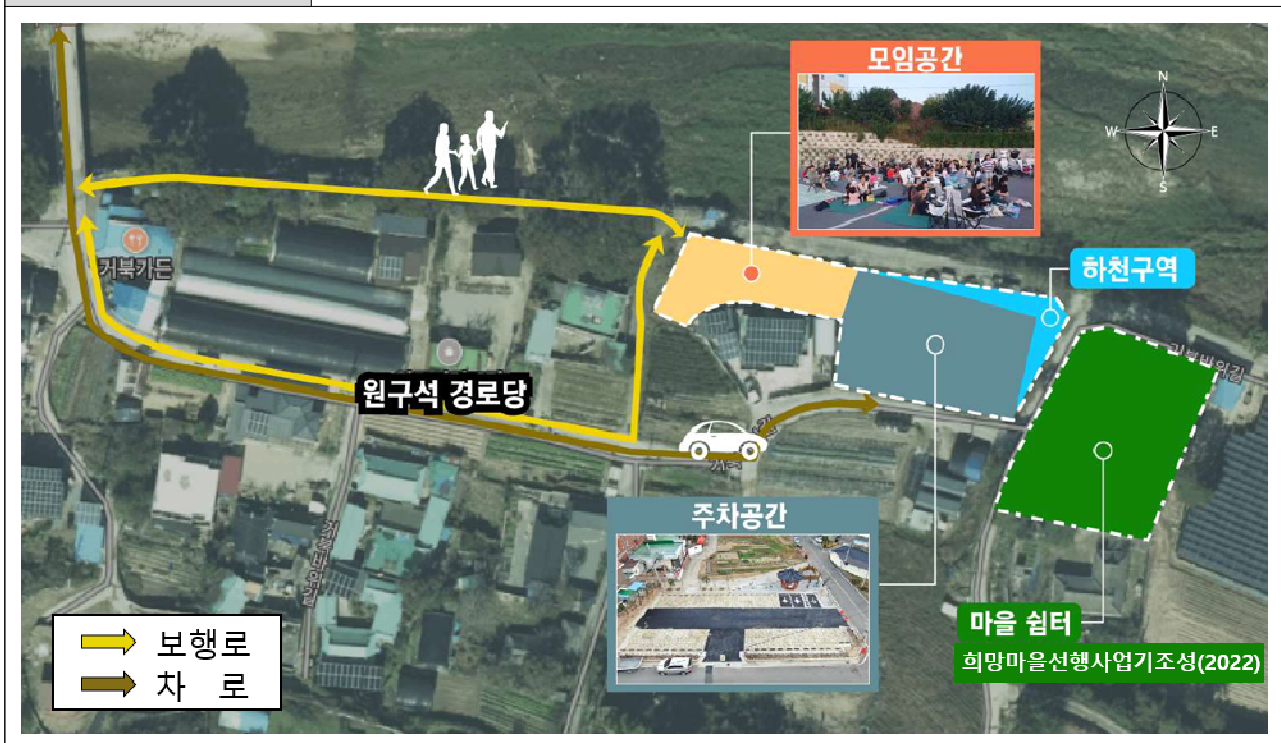 모임공간
N
W
E
S
하천구역
거북가든
원구석 경로당
주차공간
마을 쉼터
희망마을선행사업기조성(2022)
보행로
차 로